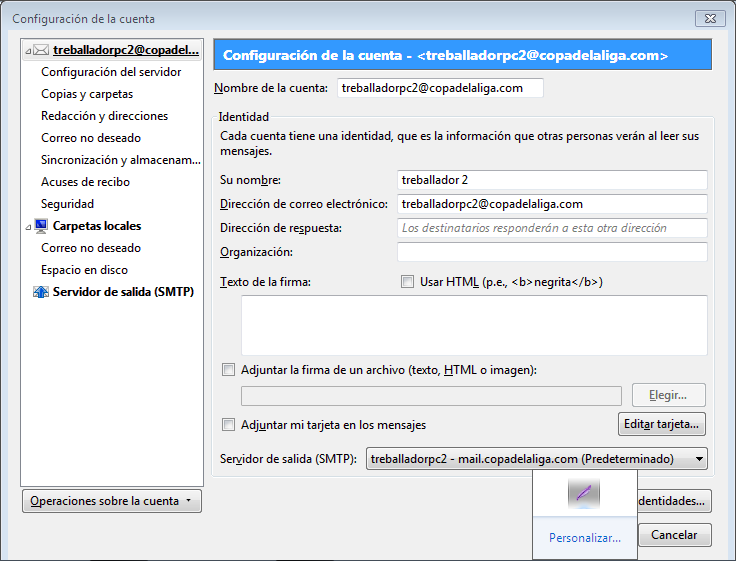 Configuración de la cuenta
treballadorpc2@copadel...
Configuración del servidor
Copias y carpetas
Redacción y direcciones
Correo no deseado
Sincronización y almacenam...
Acuses de recibo
Seguridad
Carpetas locales
Correo no deseado
Espacio en disco
Servidor de salida (SMTP)
Operaciones sobre la cuenta
Configuración de la cuenta - <treballadorpc2@copadelaliga.com>
Nombre de la cuenta: treballadorpc2@copadelaliga.com
Identidad
Cada cuenta tiene una identidad, que es la información que otras personas verán al leer sus
mensajes.
Su nombre: treballador 2
Dirección de correo electrónico: treballadorpc2@copadelaliga.com
Dirección de respuesta: Los destinatarios responderán a esta otra dirección
Organización:
Texto de la firma: Usar HTML (p.e., <b>negrita</b>)
Adjuntar la firma de un archivo (texto, HTML o imagen):
Elegir...
Adjuntar mi tarjeta en los mensajes Editar tarjeta...
Servidor de salida (SMTP): treballadorpc2 - mail.copadelaliga.com (Predeterminado)
dentidades...
Personalizar...
Cancelar